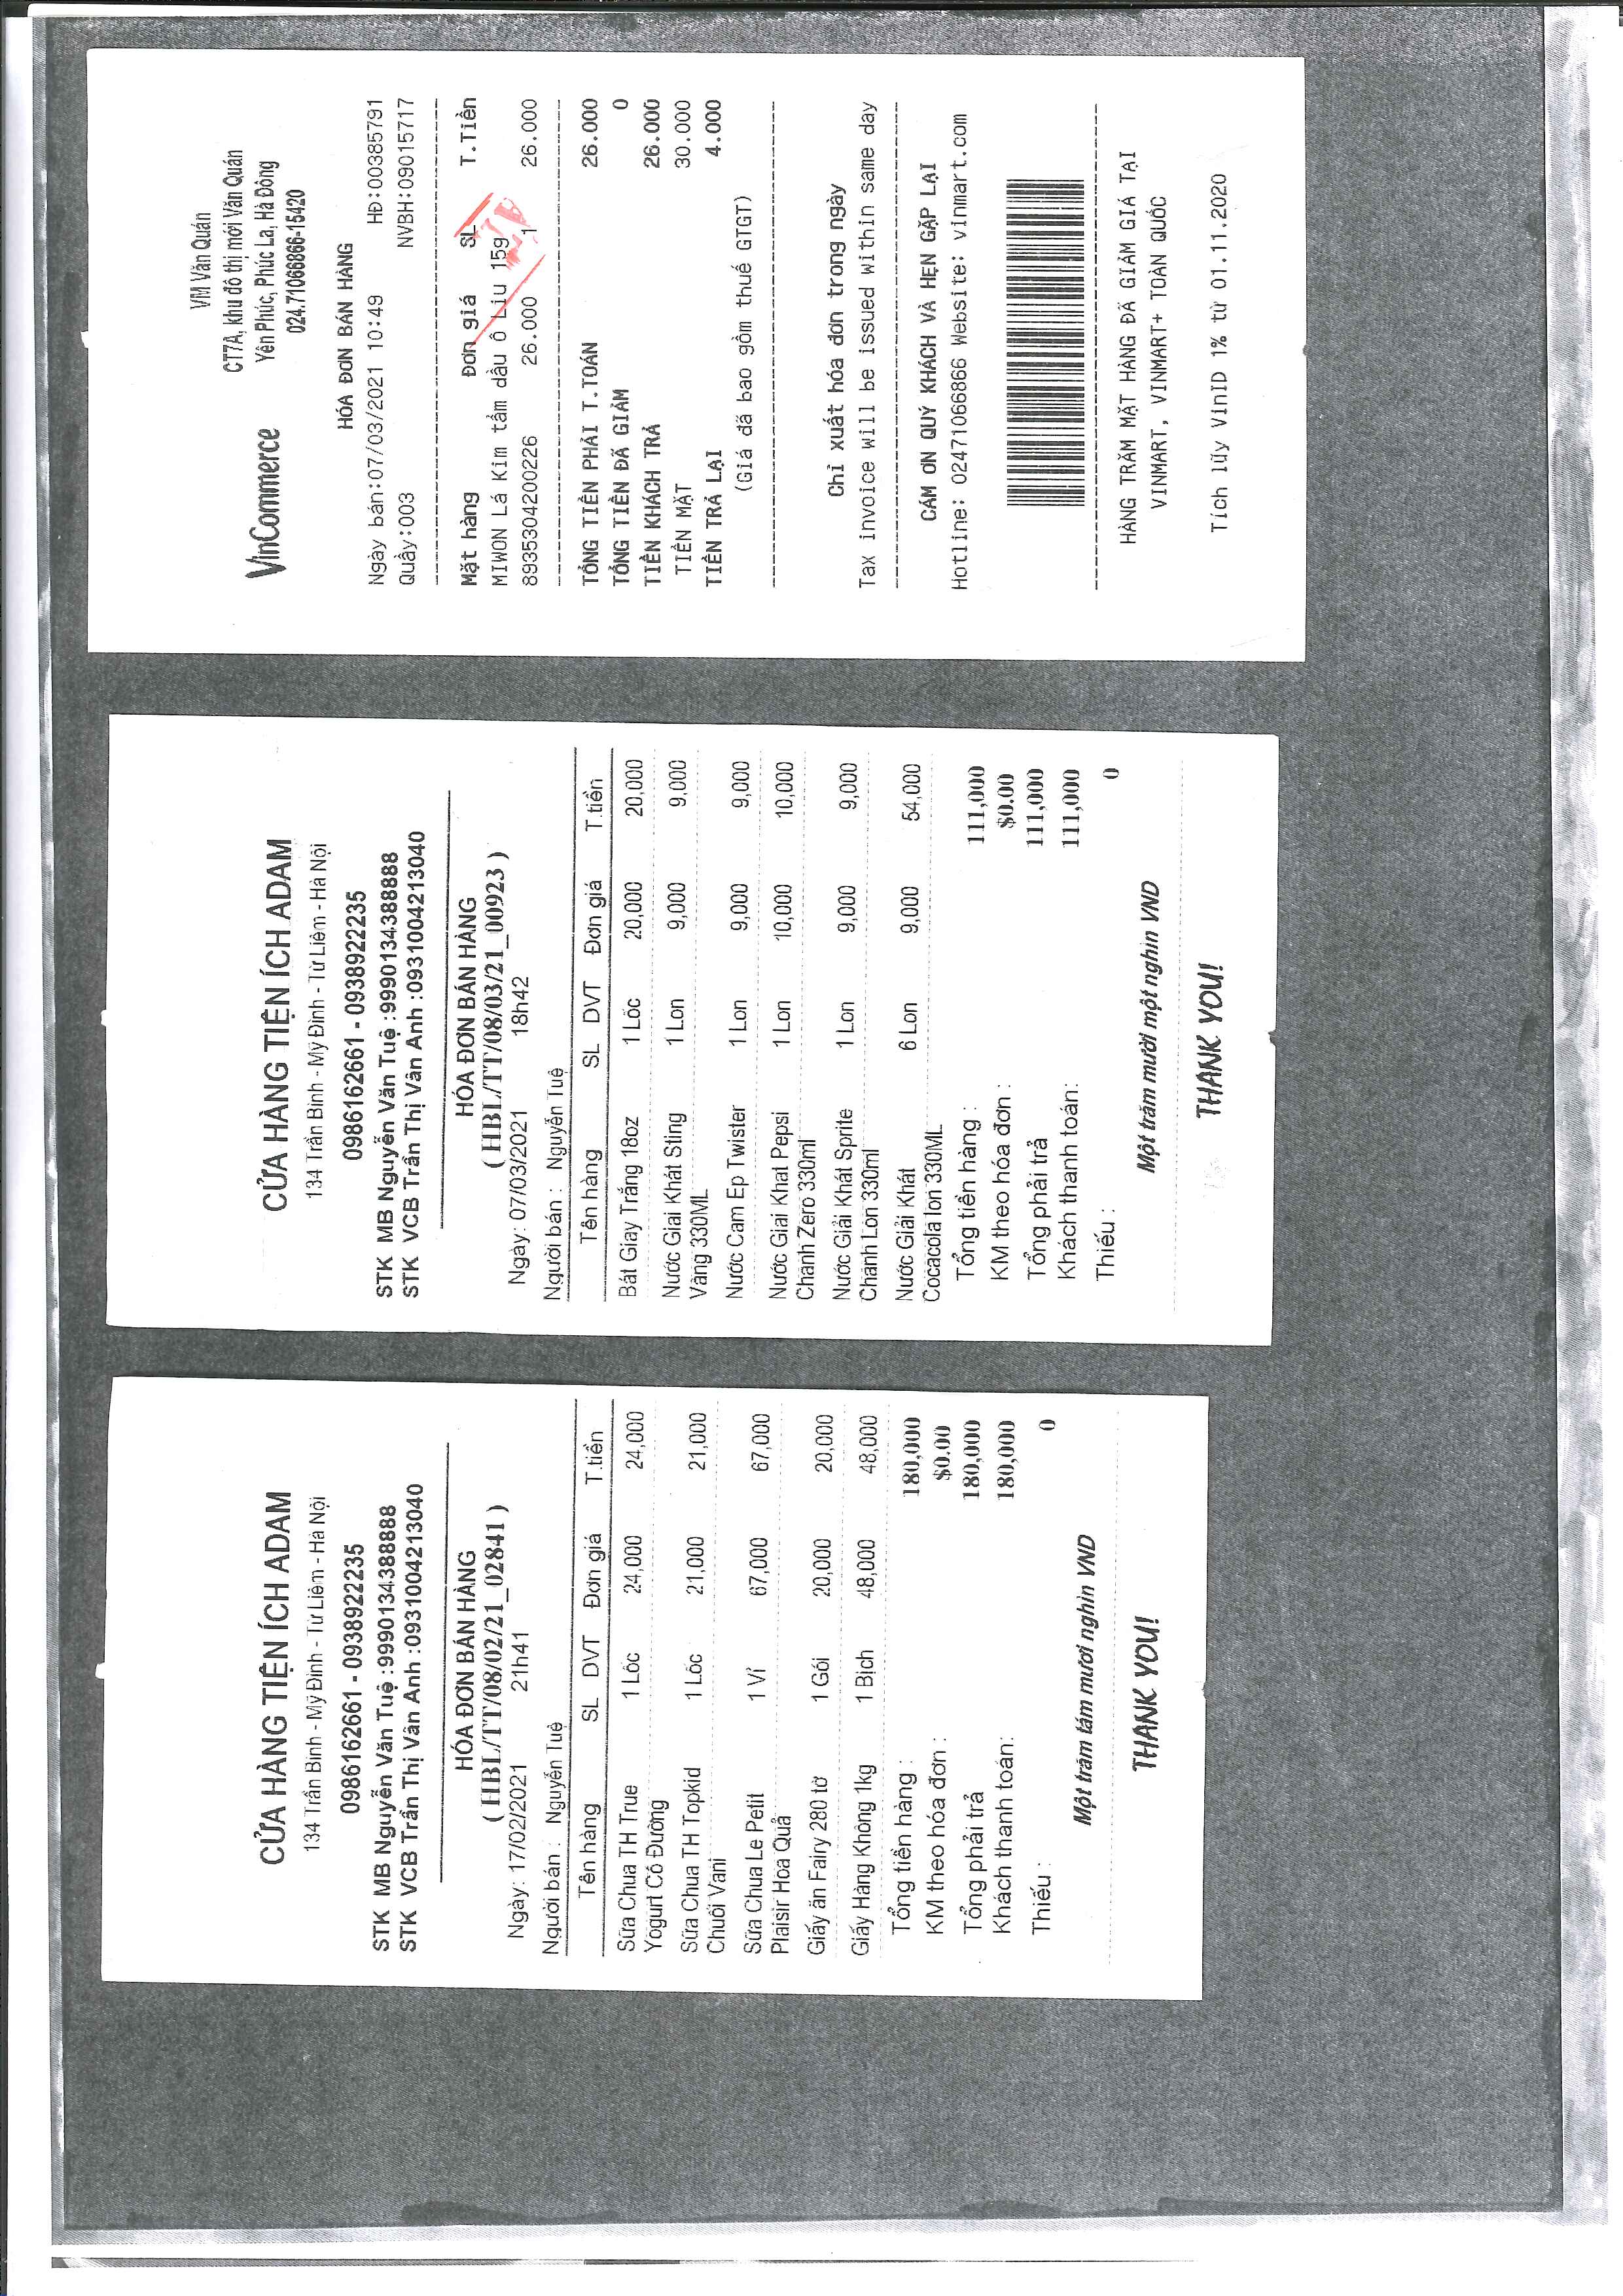 CỬA HÀNG TIỆN ÍCH ADAM
134 Trần Bình - Mỹ Đình - Từ Liêm - Hà Nội
0986162661 - 0938922235
STK MB Nguyễn Văn Tuệ :9990134388888
STK VCB Trần Thị Vân Anh :0931004213040
HÓA ĐƠN BÁN HÀNG
( HBL/TT/08/02/21_02841 )
Ngày: 17/02/2021 21h41
Người bán : Nguyễn Tuệ
Tên hàng SL DVT Đơn giá T.tiền
Sữa Chua TH True 1 Lốc 24,000 24,000
Yogurt Có Đường
Sữa Chua TH Topkid 1 Lốc 21,000 21,000
Chuối Vani
Sữa Chua Le Petit 1 Vỉ 67,000 67,000
Plaisir Hoa Quả
Giấy ăn Fairy 280 tờ 1 Gói 20,000 20,000
Giấy Hàng Không 1kg 1 Bịch 48,000 48,000
Tổng tiền hàng : 180,000
KM theo hóa đơn : $0.00
Tổng phải trả 180,000
Khách thanh toán: 180,000
Thiếu : 0
Một trăm tám mươi nghìn VND
THANK YOU!
CỬA HÀNG TIỆN ÍCH ADAM
134 Trần Bình - Mỹ Đình - Từ Liêm - Hà Nội
0986162661 - 0938922235
STK MB Nguyễn Văn Tuệ :9990134388888
STK VCB Trần Thị Vân Anh :0931004213040
HÓA ĐƠN BÁN HÀNG
( HBL/TT/08/03/21_00923 )
Ngày: 07/03/2021 18h42
Người bán : Nguyễn Tuệ
Tên hàng SL DVT Đơn giá T.tiền
Bát Giấy Trắng 18oz 1 Lốc 20,000 20,000
Nước Giải Khát Sting 1 Lon 9,000 9,000
Vàng 330ML
Nước Cam Ép Twister 1 Lon 9,000 9,000
Nước Giải Khát Pepsi 1 Lon 10,000 10,000
Chanh Zero 330ml
Nước Giải Khát Sprite 1 Lon 9,000 9,000
Chanh Lon 330ml
Nước Giải Khát 6 Lon 9,000 54,000
Cocacola lon 330ML
Tổng tiền hàng : 111,000
KM theo hóa đơn : $0.00
Tổng phải trả 111,000
Khách thanh toán: 111,000
Thiếu : 0
Một trăm mười một nghìn VND
THANK YOU!
VM Văn Quán
VinCommerce CT7A, khu đô thị mới Văn Quán
Yên Phúc, Phúc La, Hà Đông
024.71066866-15420
HÓA ĐƠN BÁN HÀNG
Ngày bán:07/03/2021 10:49 HĐ:00385791
Quầy:003 NVBH:09015717
Mặt hàng Đơn giá SL T.Tiền
MIWON Lá Kim tẩm dầu Ô Liu 15g
8935304200226 26.000 1 26.000
TỔNG TIỀN PHẢI T.TOÁN 26.000
TỔNG TIỀN ĐÃ GIẢM 0
TIỀN KHÁCH TRẢ 26.000
TIỀN MẶT 30.000
TIỀN TRẢ LẠI 4.000
(Giá đã bao gồm thuế GTGT)
Chỉ xuất hóa đơn trong ngày
Tax invoice will be issued within same day
CẢM ƠN QUÝ KHÁCH VÀ HẸN GẶP LẠI
Hotline: 02471066866 Website: vinmart.com
HÀNG TRĂM MẶT HÀNG ĐÃ GIẢM GIÁ TẠI
VINMART, VINMART+ TOÀN QUỐC
Tích lũy VinID 1% từ 01.11.2020